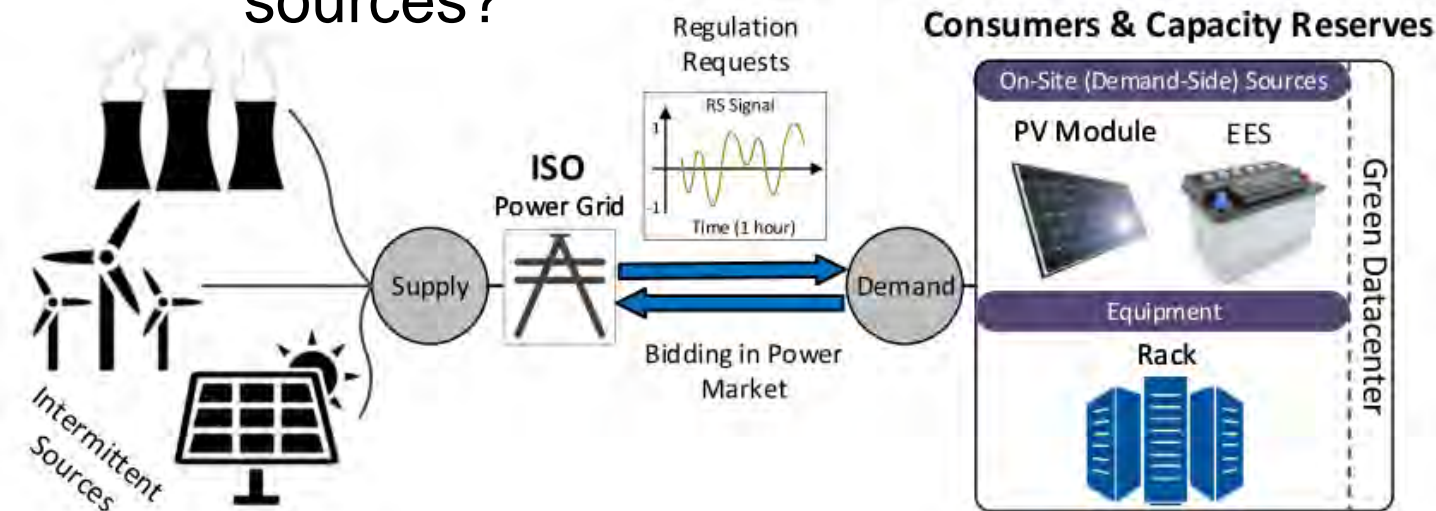 sources?
Regulation
Requests
RS Signal
1
-1
Time (1 hour)
ISO
Power Grid
Supply
Demand
Bidding in Power
Market
Intermittent
Sources
Consumers & Capacity Reserves
On-Site (Demand-Side) Sources
PV Module
EES
Equipment
Rack
Green Datacenter